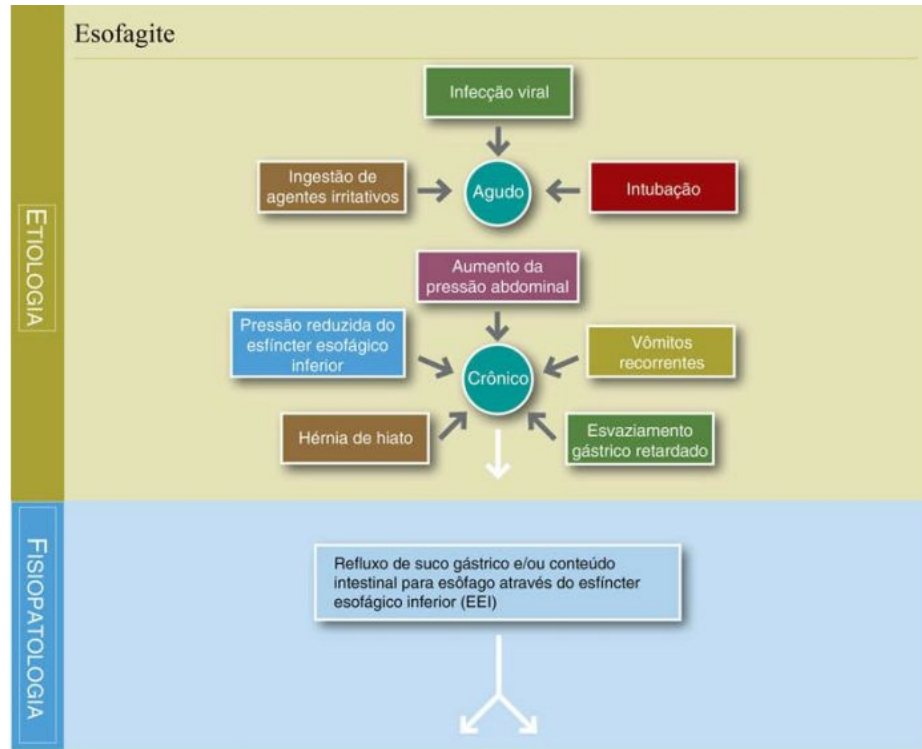 Esofagite
Infecção viral
Ingestão de
agentes irritativos
Agudo
Intubação
ETIOLOGIA
Aumento da
pressão abdominal
Pressão reduzida do
esfíncter esofágico
inferior
Crônico
Vômitos
recorrentes
Hérnia de hiato
Esvaziamento
gástrico retardado
FISIOPATOLOGIA
Refluxo de suco gástrico e/ou conteúdo
intestinal para esôfago através do esfíncter
esofágico inferior (EEI)